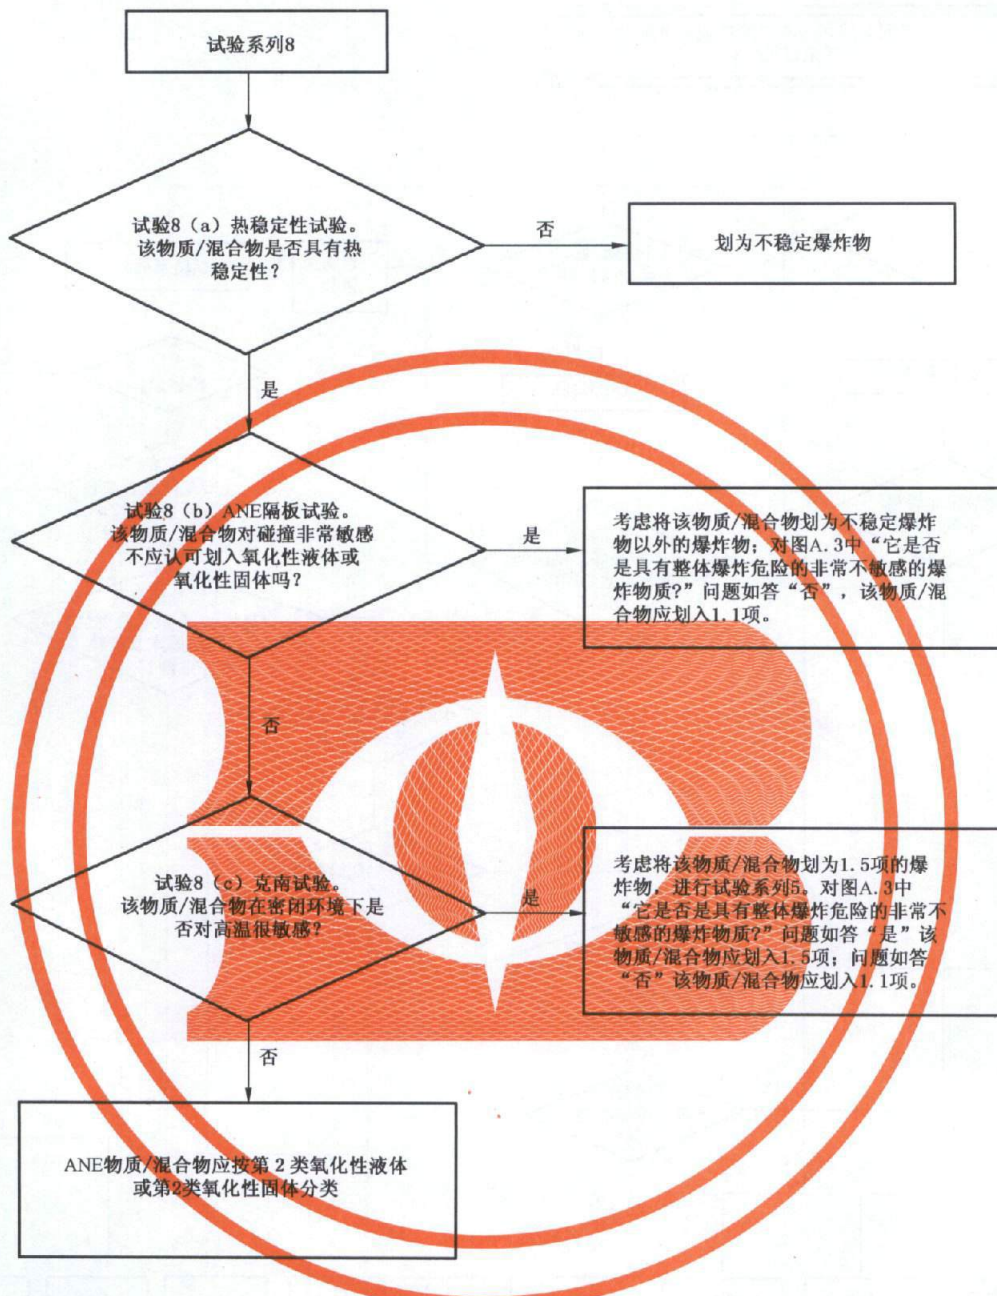 试验系列8
试验8（a）热稳定性试验。
该物质/混合物是否具有热
稳定性？
否
划为不稳定爆炸物
是
试验8（b）ANE隔板试验。
该物质/混合物对碰撞非常敏感
不应认可划入氧化性液体或
氧化性固体吗？
是
考虑将该物质/混合物划为不稳定爆炸
物以外的爆炸物；对图A.3中“它是否
是具有整体爆炸危险的非常不敏感的爆
炸物质?”问题如答“否”，该物质/混
合物应划入1.1项。
否
试验8（c）克南试验。
该物质/混合物在密闭环境下是
否对高温很敏感？
是
考虑将该物质/混合物划为1.5项的爆
炸物，进行试验系列5。对图A.3中
“它是否是具有整体爆炸危险的非常不
敏感的爆炸物质?”问题如答“是”该
物质/混合物应划入1.5项；问题如答
“否”该物质/混合物应划入1.1项。
否
ANE物质/混合物应按第2类氧化性液体
或第2类氧化性固体分类